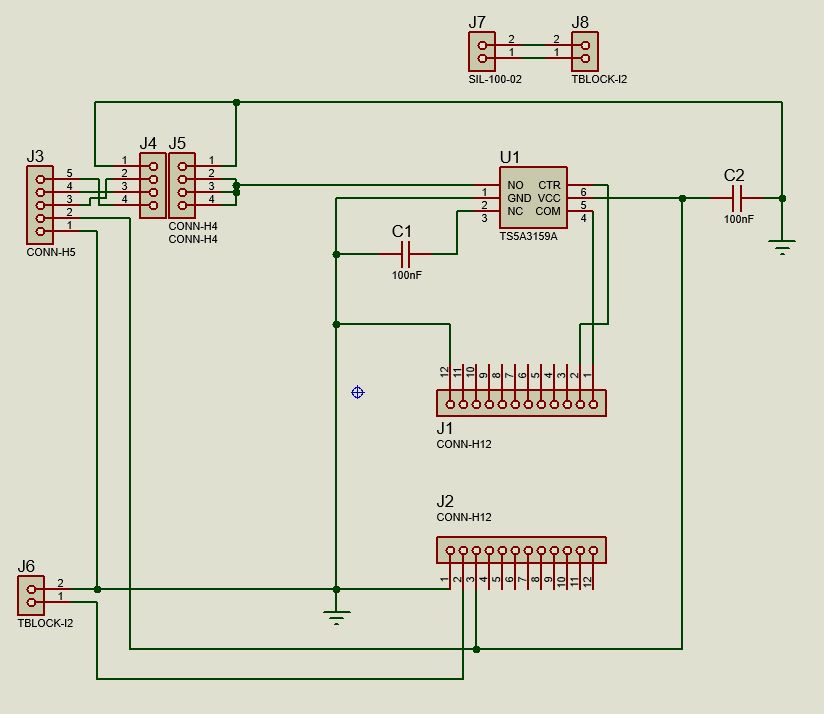 J7 J8
2 2
1 1
SIL-100-02 TBLOCK-I2
J4 J5
J3 1 1
5 2 2
4 3 3
3 4 4
2
1
CONN-H4
CONN-H4
CONN-H5
U1
NO CTR
1 GND VCC 6
2 NC COM 5
3 4
TS5A3159A
C2
100nF
C1
100nF
12 11 10 9 8 7 6 5 4 3 2 1
J1
CONN-H12
J2
CONN-H12
1 2 3 4 5 6 7 8 9 10 11 12
J6
2
1
TBLOCK-I2